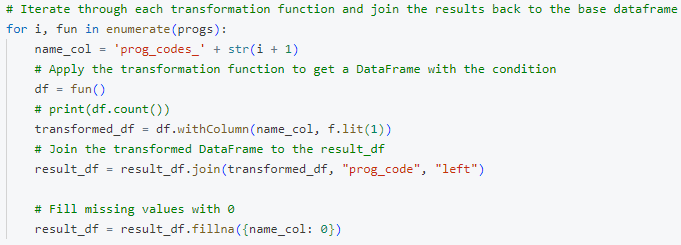 # Iterate through each transformation function and join the results back to the base dataframe
for i, fun in enumerate(progs):
    name_col = 'prog_codes_' + str(i + 1)
    # Apply the transformation function to get a DataFrame with the condition
    df = fun()
    # print(df.count())
    transformed_df = df.withColumn(name_col, f.lit(1))
    # Join the transformed DataFrame to the result_df
    result_df = result_df.join(transformed_df, "prog_code", "left")

    # Fill missing values with 0
    result_df = result_df.fillna({name_col: 0})